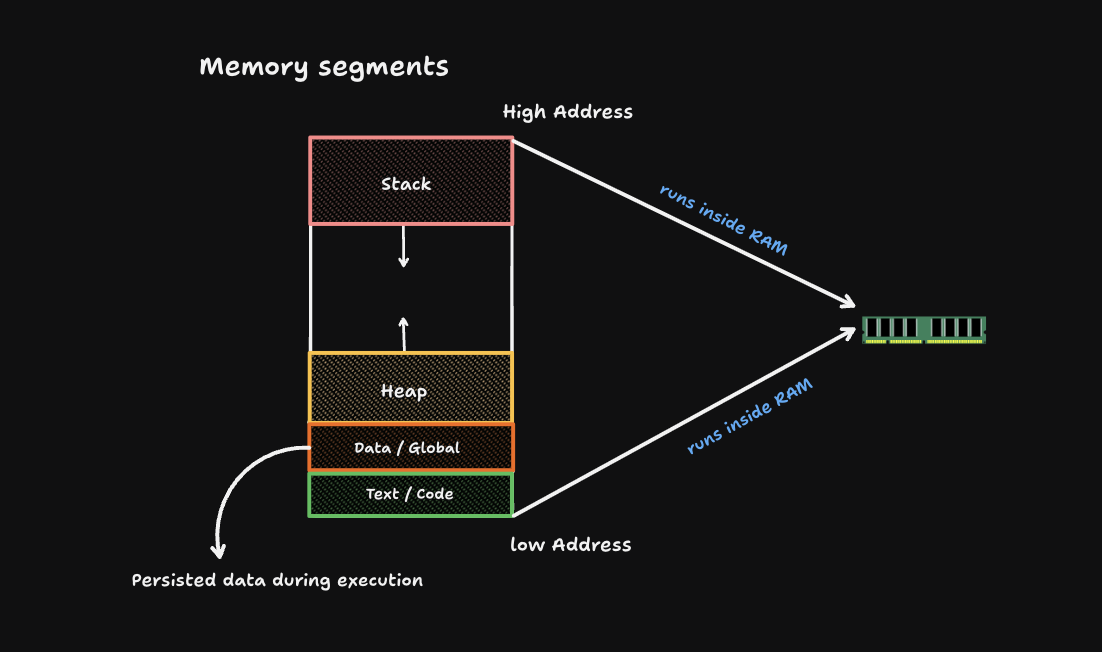 Memory segments
High Address
Stack
runs inside RAM
Heap
runs inside RAM
Data / Global
Text / Code
low Address
Persisted data during execution